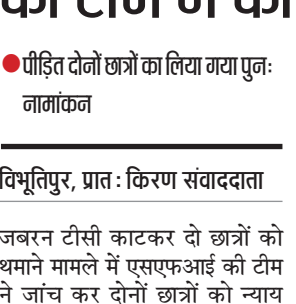 पीड़ित दोनों छात्रों का लिया गया पुनः
नामांकन
विभूतिपुर, प्रात : किरण संवाददाता
जबरन टीसी काटकर दो छात्रों को
थमाने मामले में एसएफआई की टीम
ने जांच कर दोनों छात्रों को न्याय